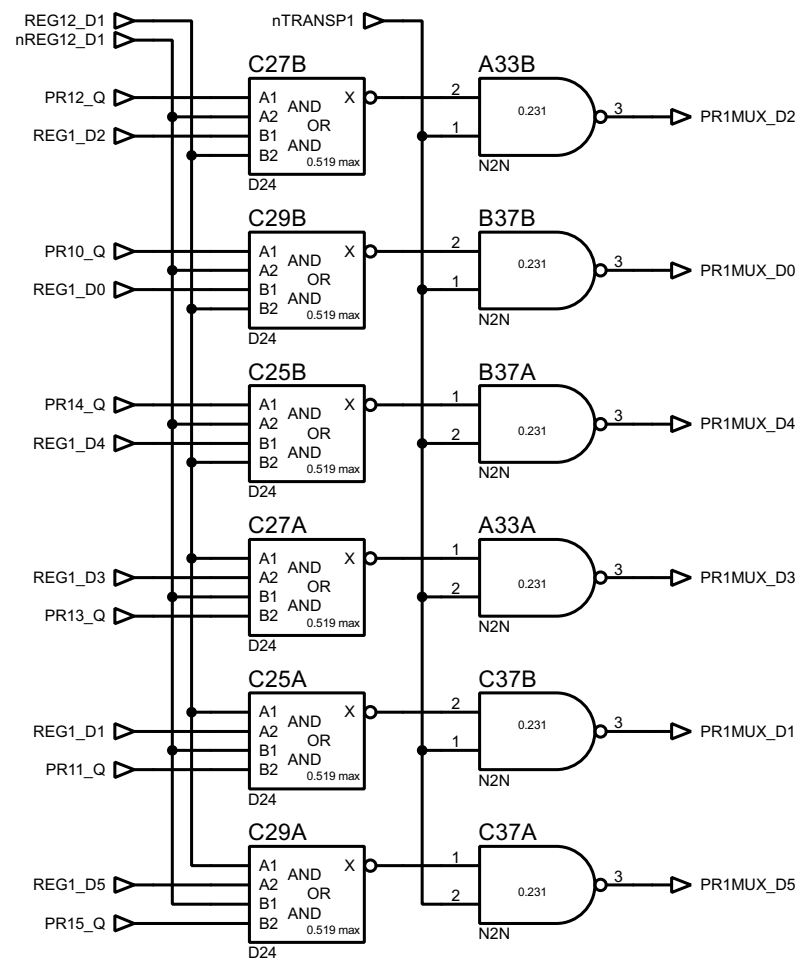 REG12_D1
nTRANSP1
nREG12_D1
C27B
A33B
PR12_Q
A1 AND X
2
0.231
3
PR1MUX_D2
A2 OR
REG1_D2
B1 AND
1
B2 0.519 max
D24
N2N
C29B
B37B
PR10_Q
A1 AND X
2
0.231
3
PR1MUX_D0
A2 OR
REG1_D0
B1 AND
1
B2 0.519 max
D24
N2N
C25B
B37A
PR14_Q
A1 AND X
1
0.231
3
PR1MUX_D4
A2 OR
REG1_D4
B1 AND
2
B2 0.519 max
D24
N2N
C27A
A33A
A1 AND X
1
0.231
3
PR1MUX_D3
REG1_D3
A2 OR
B1 AND
2
PR13_Q
B2 0.519 max
D24
N2N
C25A
C37B
A1 AND X
2
0.231
3
PR1MUX_D1
REG1_D1
A2 OR
B1 AND
1
PR11_Q
B2 0.519 max
D24
N2N
C29A
C37A
A1 AND X
1
0.231
3
PR1MUX_D5
REG1_D5
A2 OR
B1 AND
2
PR15_Q
B2 0.519 max
D24
N2N